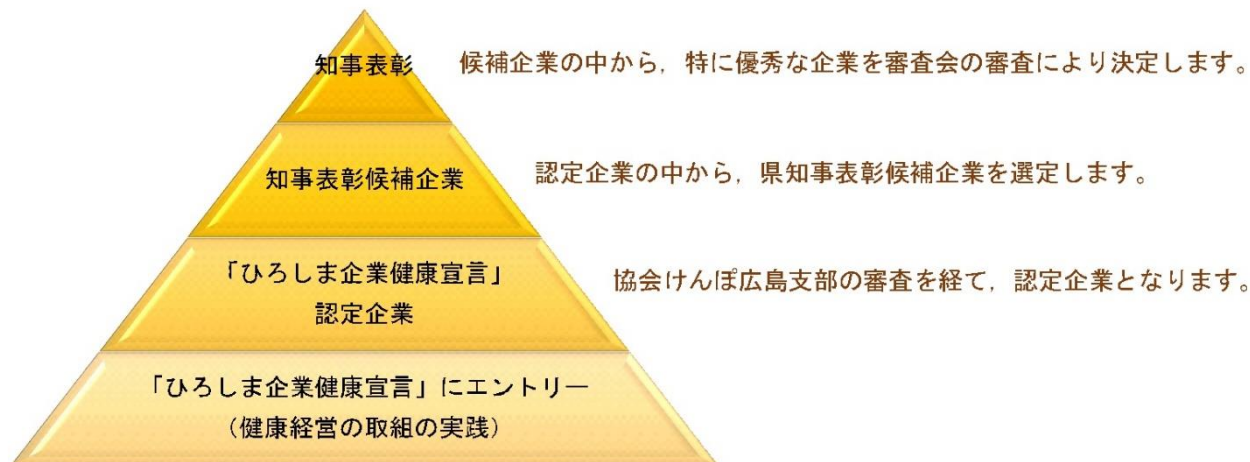 知事表彰
候補企業の中から，特に優秀な企業を審査会の審査により決定します。
知事表彰候補企業
認定企業の中から，県知事表彰候補企業を選定します。
「ひろしま企業健康宣言」
認定企業
協会けんぽ広島支部の審査を経て，認定企業となります。
「ひろしま企業健康宣言」にエントリー
（健康経営の取組の実践）